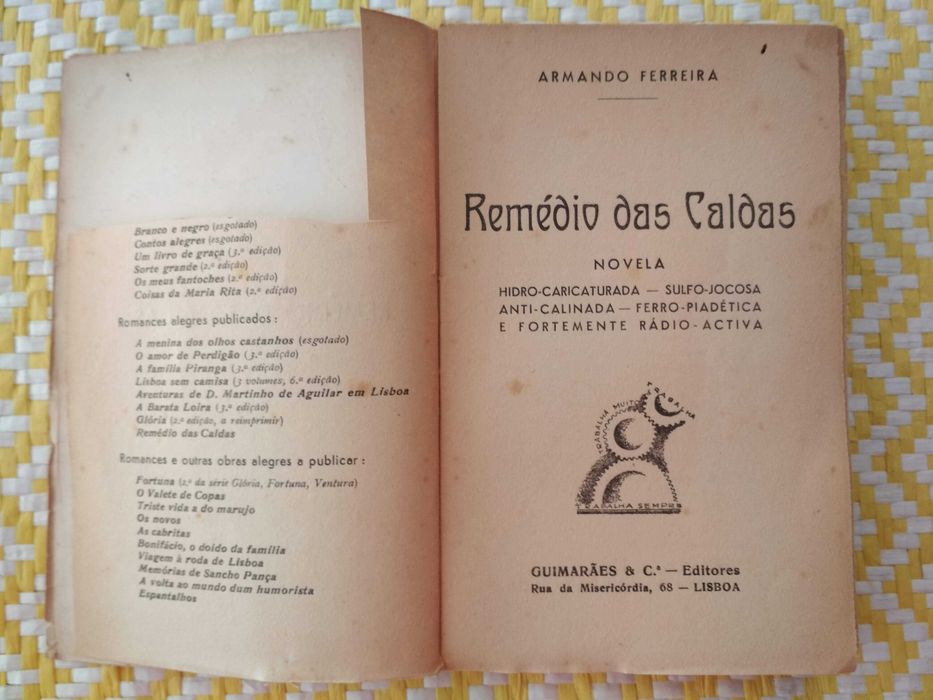 Branco e negro (esgotado)
Contos alegres (esgotado)
Um livro de graça (3.ª edição)
Sorte grande (2.ª edição)
Os meus fantoches (2.ª edição)
Coisas da Maria Rita (2.ª edição)
Romances alegres publicados:
A menina dos olhos castanhos (esgotado)
O amor de Perdigão (3.ª edição)
A família Piranga (3.ª edição)
Lisboa sem camisa (3 volumes, 6.ª edição)
Aventuras de D. Martinho de Aguilar em Lisboa
A Barata Loira (3.ª edição)
Glória (2.ª edição, a reimprimir)
Remédio das Caldas
Romances e outras obras alegres a publicar:
Fortuna (2.ª da série Glória, Fortuna, Ventura)
O Valete de Copas
Triste vida a do marujo
Os novos
As cabritas
Bonifácio, o doido da família
Viagem à roda de Lisboa
Memórias de Sancho Pança
A volta ao mundo dum humorista
Espantalhos
ARMANDO FERREIRA
Remédio das Caldas
NOVELA
HIDRO-CARICATURADA — SULFO-JOCOSA
ANTI-CALINADA — FERRO-PIADÉTICA
E FORTEMENTE RÁDIO-ACTIVA
TRABALHA MUITO
TRABALHA
TRABALHA SEMPRE
GUIMARÃES & C.ª — Editores
Rua da Misericórdia, 68 — LISBOA